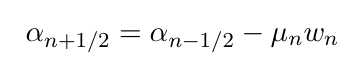 α_{n+1/2} = α_{n−1/2} − μ_n w_n